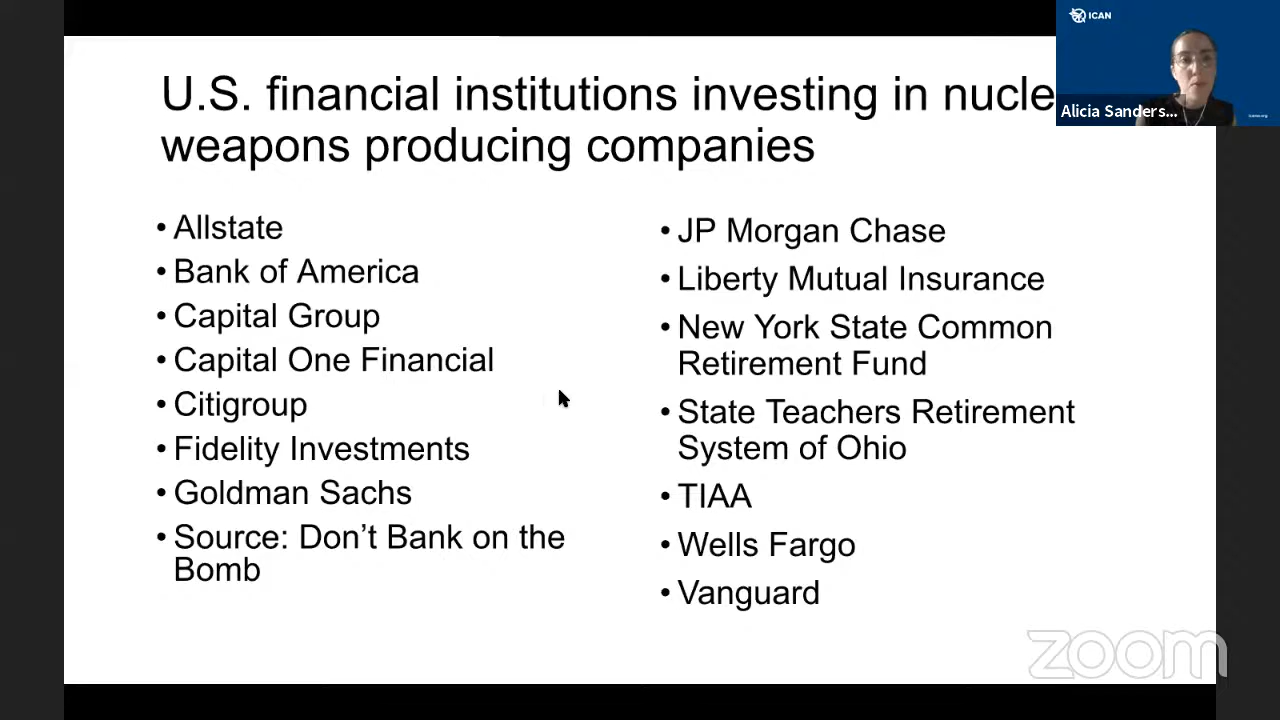 U.S. financial institutions investing in nucle
weapons producing companies
• Allstate
• Bank of America
• Capital Group
• Capital One Financial
• Citigroup
• Fidelity Investments
• Goldman Sachs
• Source: Don’t Bank on the
Bomb
• JP Morgan Chase
• Liberty Mutual Insurance
• New York State Common
Retirement Fund
• State Teachers Retirement
System of Ohio
• TIAA
• Wells Fargo
• Vanguard
ICAN
Alicia Sanders...
zoom